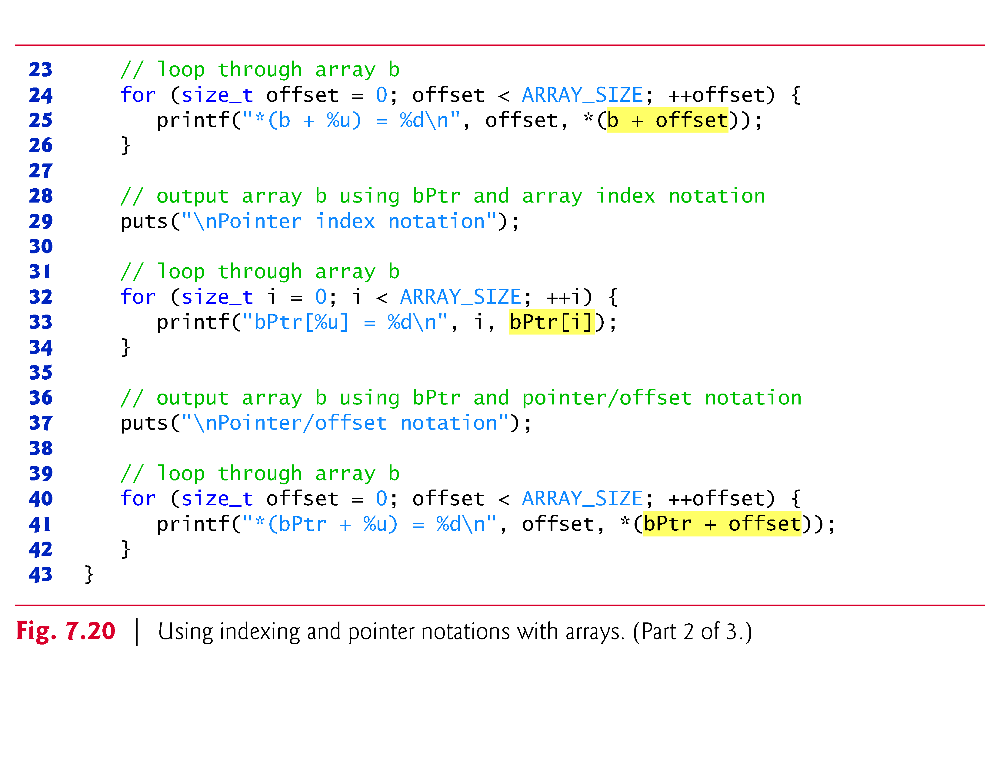 23 // loop through array b
24 for (size_t offset = 0; offset < ARRAY_SIZE; ++offset) {
25 printf("*(b + %u) = %d\n", offset, *(b + offset));
26 }
27
28 // output array b using bPtr and array index notation
29 puts("\nPointer index notation");
30
31 // loop through array b
32 for (size_t i = 0; i < ARRAY_SIZE; ++i) {
33 printf("bPtr[%u] = %d\n", i, bPtr[i]);
34 }
35
36 // output array b using bPtr and pointer/offset notation
37 puts("\nPointer/offset notation");
38
39 // loop through array b
40 for (size_t offset = 0; offset < ARRAY_SIZE; ++offset) {
41 printf("*(bPtr + %u) = %d\n", offset, *(bPtr + offset));
42 }
43 }
Fig. 7.20 | Using indexing and pointer notations with arrays. (Part 2 of 3.)